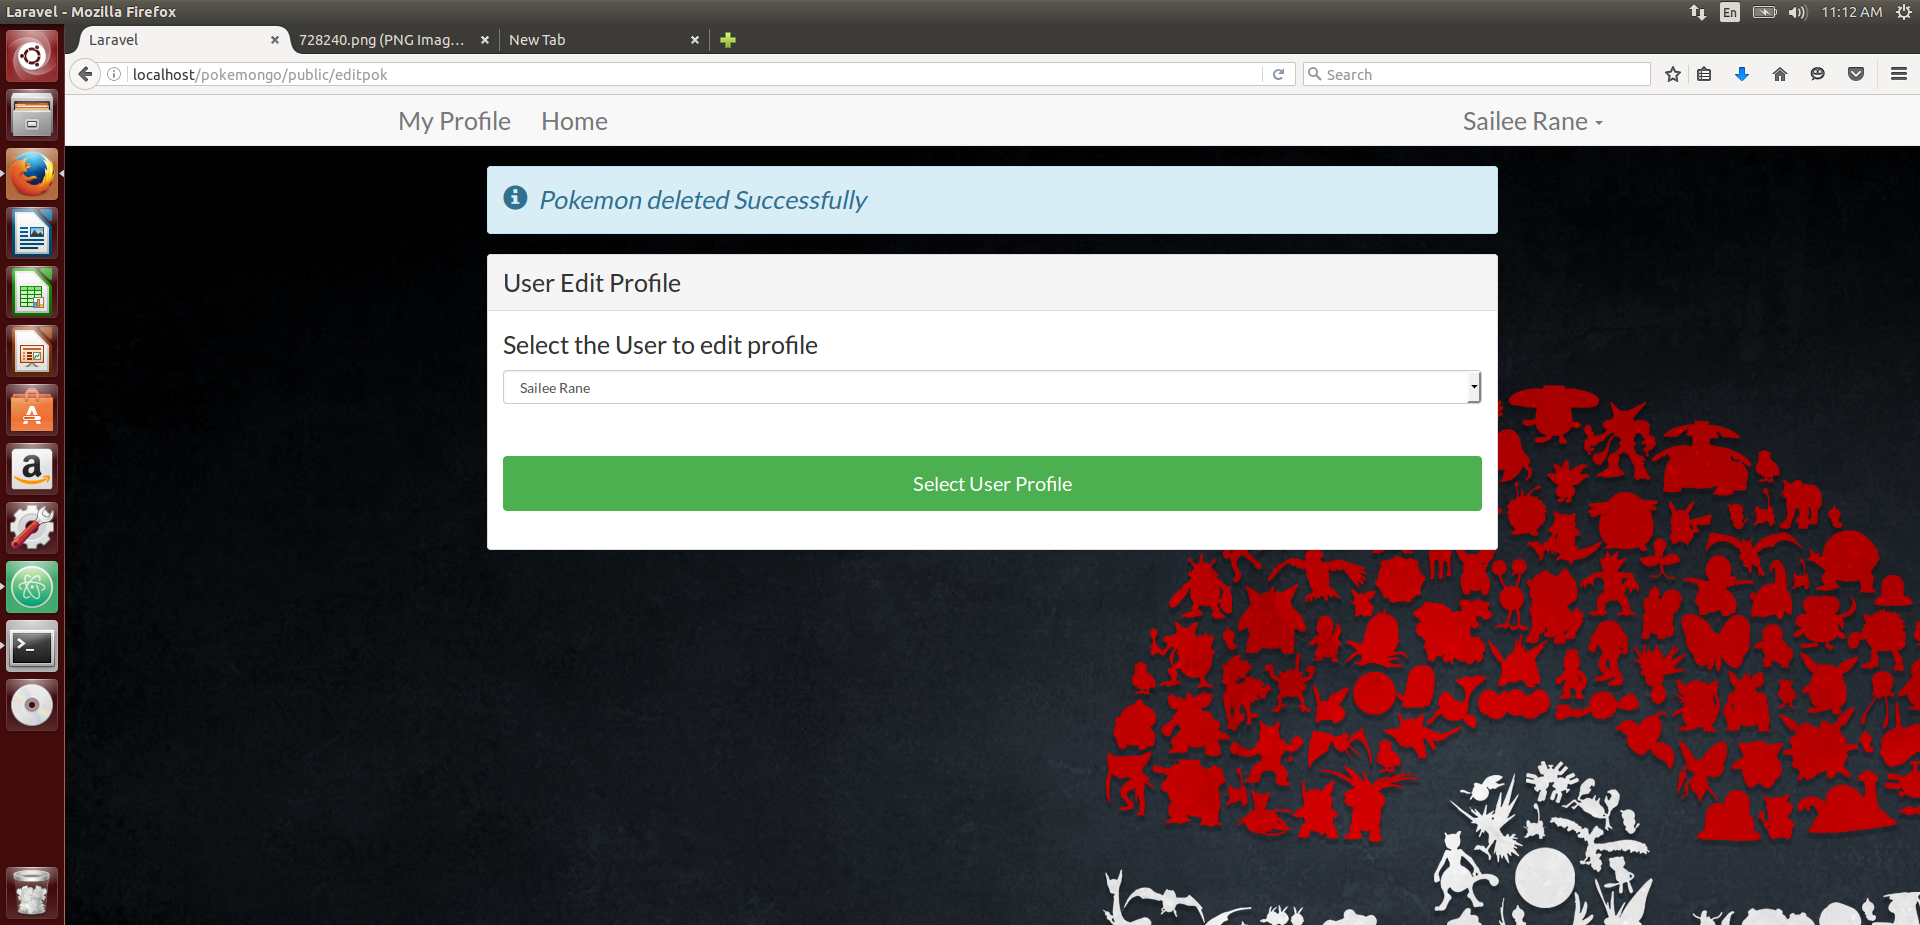 Laravel - Mozilla Firefox
En
11:12 AM
Laravel
728240.png (PNG Imag...
New Tab
localhost/pokemongo/public/editpok
Search
My Profile
Home
Sailee Rane
Pokemon deleted Successfully
User Edit Profile
Select the User to edit profile
Sailee Rane
Select User Profile